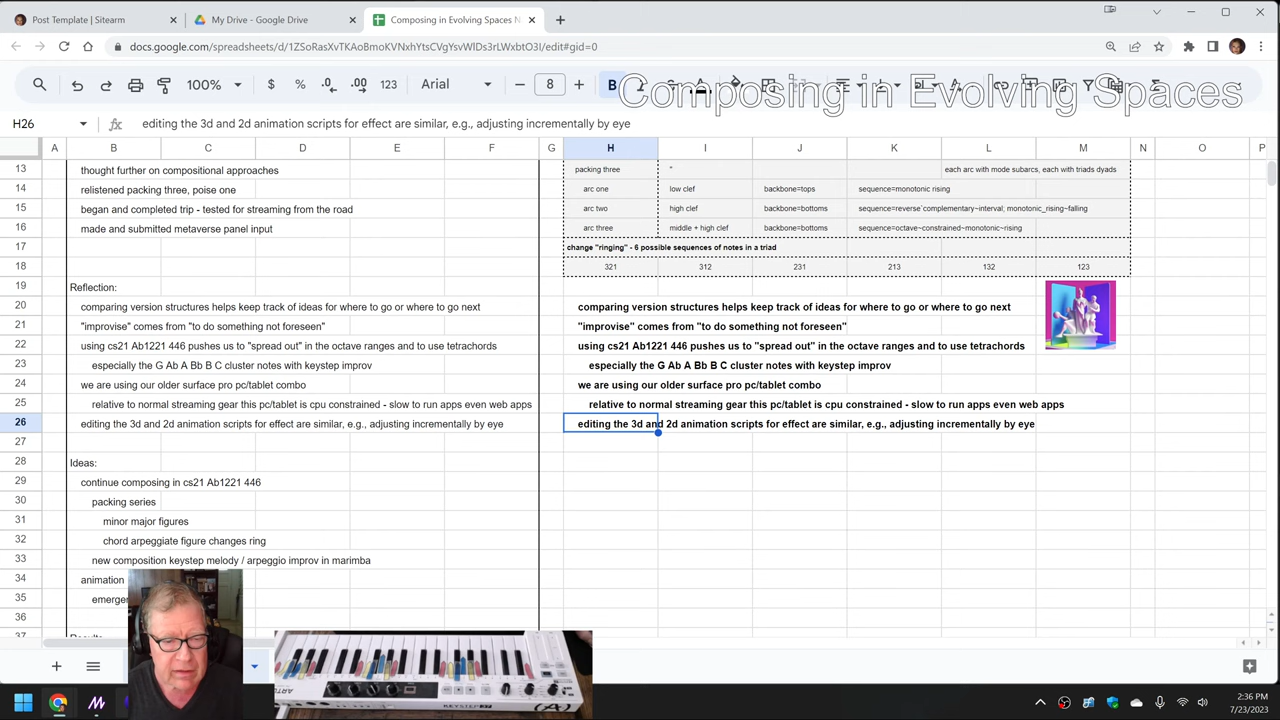 Post Template | Sitearm
My Drive - Google Drive
Composing in Evolving Spaces N
docs.google.com/spreadsheets/d/1ZSoRasXvTKAoBmoKVNxhYtsCVgYsvWlDs3rLWxbtO3I/edit#gid=0
100%
$
%
.0
.00
123
Arial
8
B
Composing in Evolving Spaces
H26
editing the 3d and 2d animation scripts for effect are similar, e.g., adjusting incrementally by eye
A B C D E F G H I J K L M N O P
13 thought further on compositional approaches packing three " each arc with mode subarcs, each with triads dyads
14 relistened packing three, poise one arc one low clef backbone=tops sequence=monotonic rising
15 began and completed trip - tested for streaming from the road arc two high clef backbone=bottoms sequence=reverse`complementary~interval; monotonic_rising~falling
16 made and submitted metaverse panel input arc three middle + high clef backbone=bottoms sequence=octave~constrained~monotonic~rising
17 change "ringing" - 6 possible sequences of notes in a triad
18 321 312 231 213 132 123
19 Reflection:
20 comparing version structures helps keep track of ideas for where to go or where to go next comparing version structures helps keep track of ideas for where to go or where to go next
21 "improvise" comes from "to do something not foreseen" "improvise" comes from "to do something not foreseen"
22 using cs21 Ab1221 446 pushes us to "spread out" in the octave ranges and to use tetrachords using cs21 Ab1221 446 pushes us to "spread out" in the octave ranges and to use tetrachords
23 especially the G Ab A Bb B C cluster notes with keystep improv especially the G Ab A Bb B C cluster notes with keystep improv
24 we are using our older surface pro pc/tablet combo we are using our older surface pro pc/tablet combo
25 relative to normal streaming gear this pc/tablet is cpu constrained - slow to run apps even web apps relative to normal streaming gear this pc/tablet is cpu constrained - slow to run apps even web apps
26 editing the 3d and 2d animation scripts for effect are similar, e.g., adjusting incrementally by eye editing the 3d and 2d animation scripts for effect are similar, e.g., adjusting incrementally by eye
27
28 Ideas:
29 continue composing in cs21 Ab1221 446
30 packing series
31 minor major figures
32 chord arpeggiate figure changes ring
33 new composition keystep melody / arpeggio improv in marimba
34 animation
35
36
2:36 PM
7/23/2023